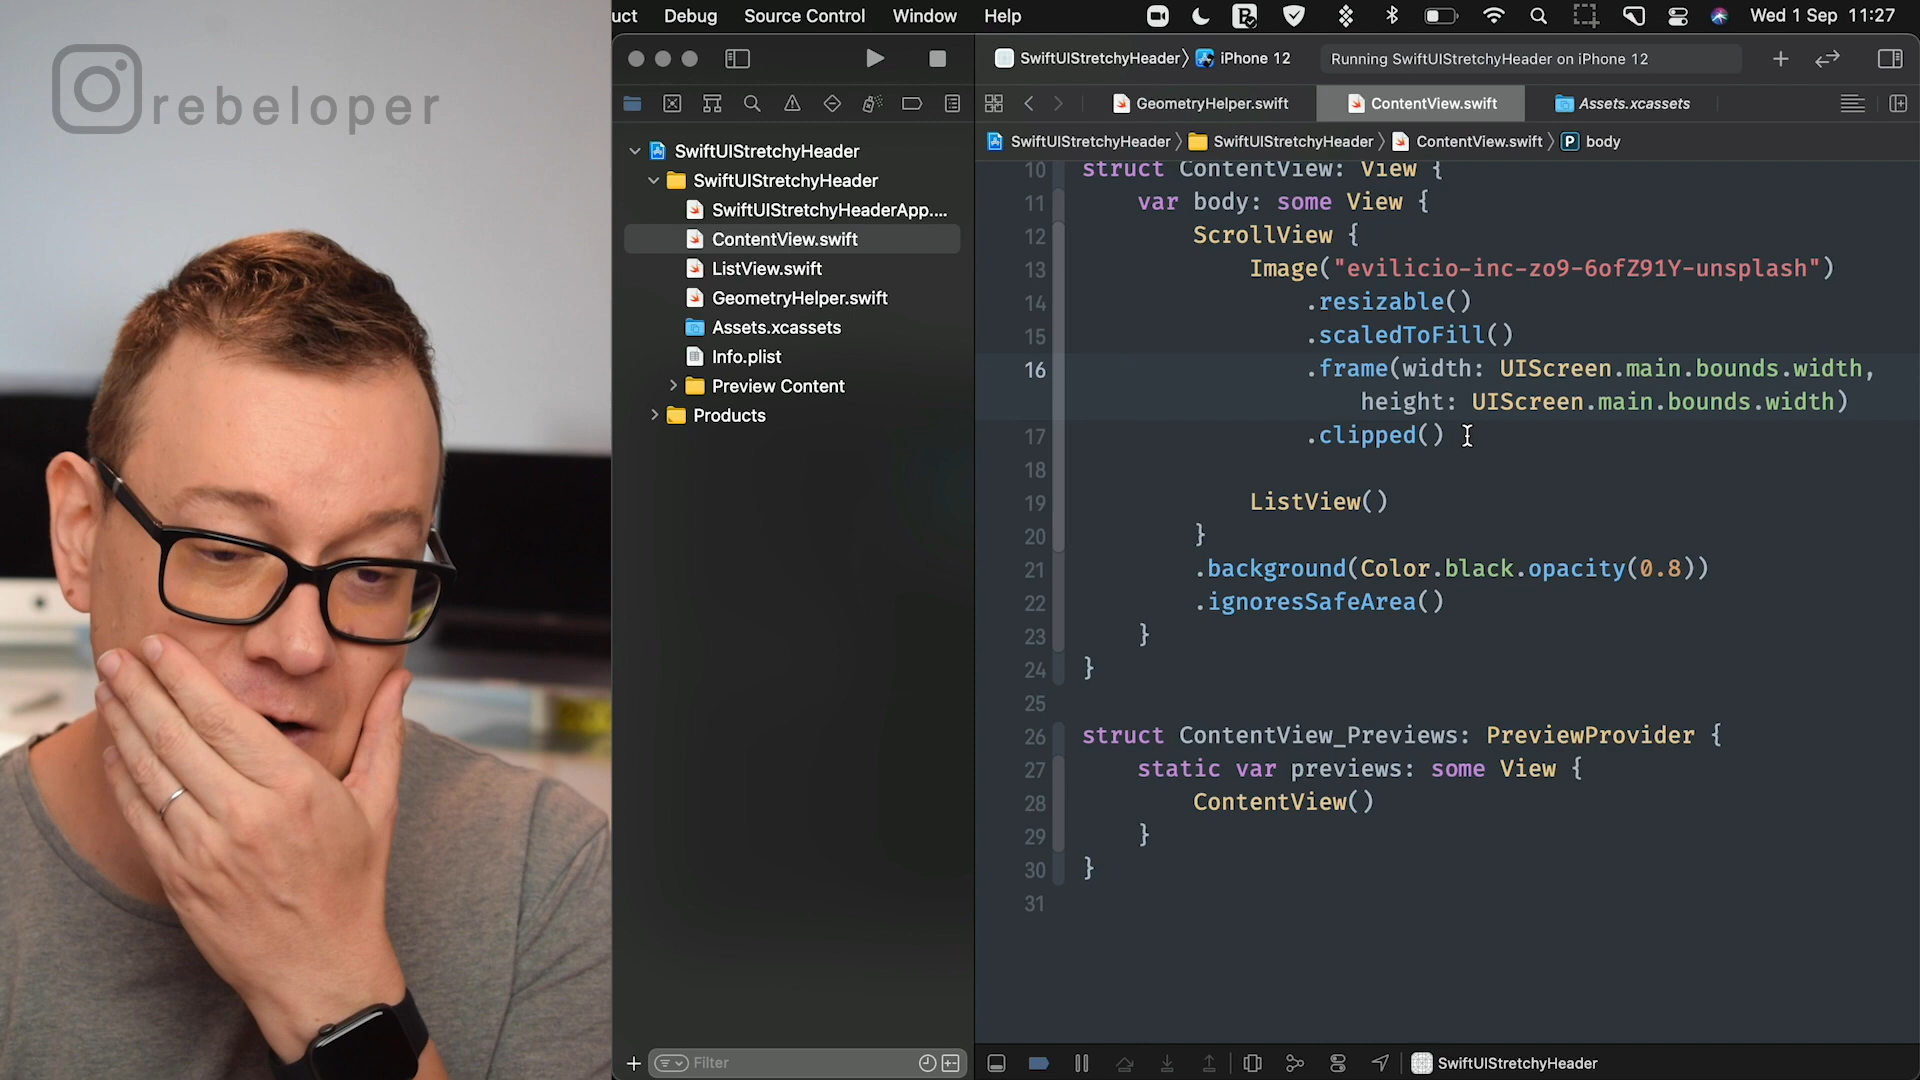 rebeloper
uct Debug Source Control Window Help Wed 1 Sep 11:27
SwiftUIStretchyHeader iPhone 12 Running SwiftUIStretchyHeader on iPhone 12
GeometryHelper.swift ContentView.swift Assets.xcassets
SwiftUIStretchyHeader SwiftUIStretchyHeader ContentView.swift P body
SwiftUIStretchyHeader
SwiftUIStretchyHeader
SwiftUIStretchyHeaderApp....
ContentView.swift
ListView.swift
GeometryHelper.swift
Assets.xcassets
Info.plist
Preview Content
Products
Filter
10 struct ContentView: View {
11 var body: some View {
12 ScrollView {
13 Image("evilicio-inc-zo9-6ofZ91Y-unsplash")
14 .resizable()
15 .scaledToFill()
16 .frame(width: UIScreen.main.bounds.width,
height: UIScreen.main.bounds.width)
17 .clipped()
18
19 ListView()
20 }
21 .background(Color.black.opacity(0.8))
22 .ignoresSafeArea()
23 }
24 }
25
26 struct ContentView_Previews: PreviewProvider {
27 static var previews: some View {
28 ContentView()
29 }
30 }
31
SwiftUIStretchyHeader